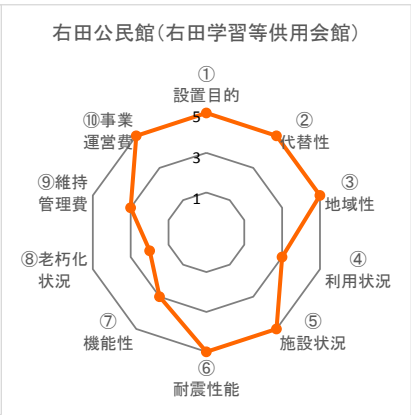 右田公民館(右田学習等供用会館)
①
設置目的
②
代替性
③
地域性
④
利用状況
⑤
施設状況
⑥
耐震性能
⑦
機能性
⑧老朽化
状況
⑨維持
管理費
⑩事業
運営費
5
3
1